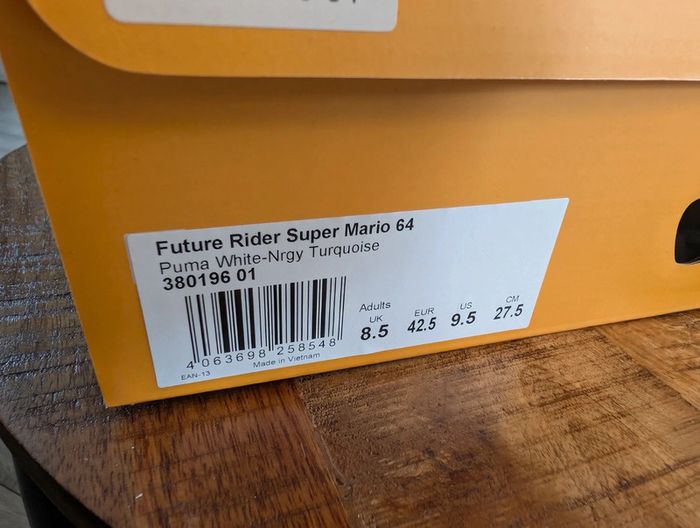 Future Rider Super Mario 64
Puma White-Nrgy Turquoise
380196 01
Adults
UK EUR US CM
8.5 42.5 9.5 27.5
4 063698 258548
EAN-13 Made in Vietnam